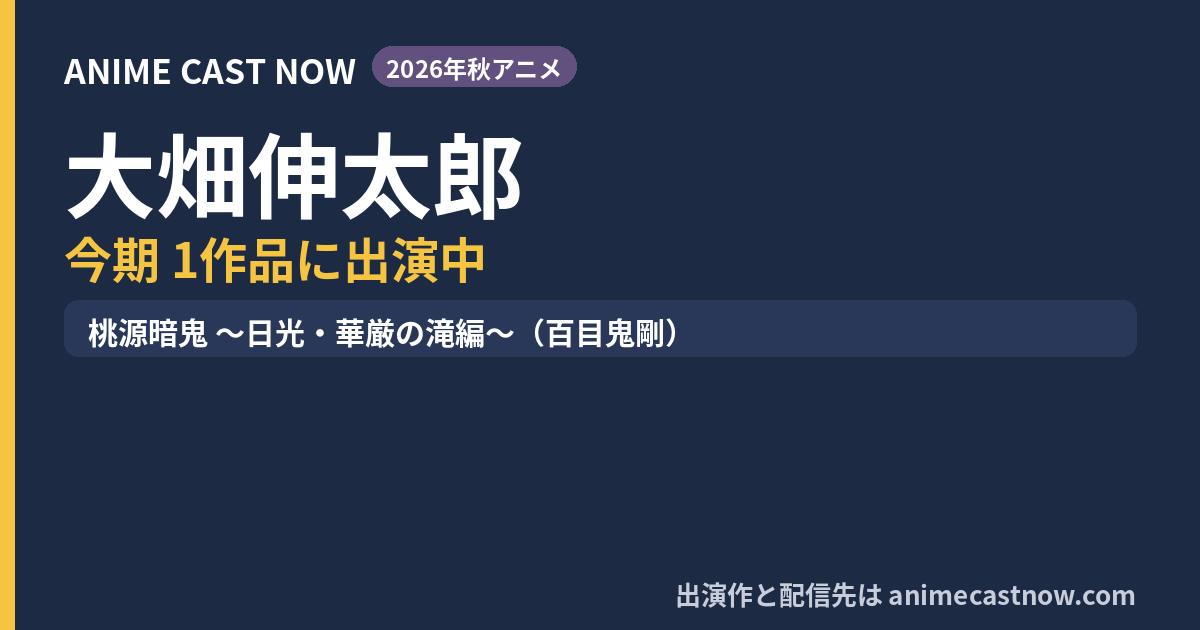 ANIME CAST NOW 2026年秋アニメ
大畑伸太郎
今期 1作品に出演中
桃源暗鬼 ～日光・華厳の滝編～（百目鬼剛）
出演作と配信先は animecastnow.com